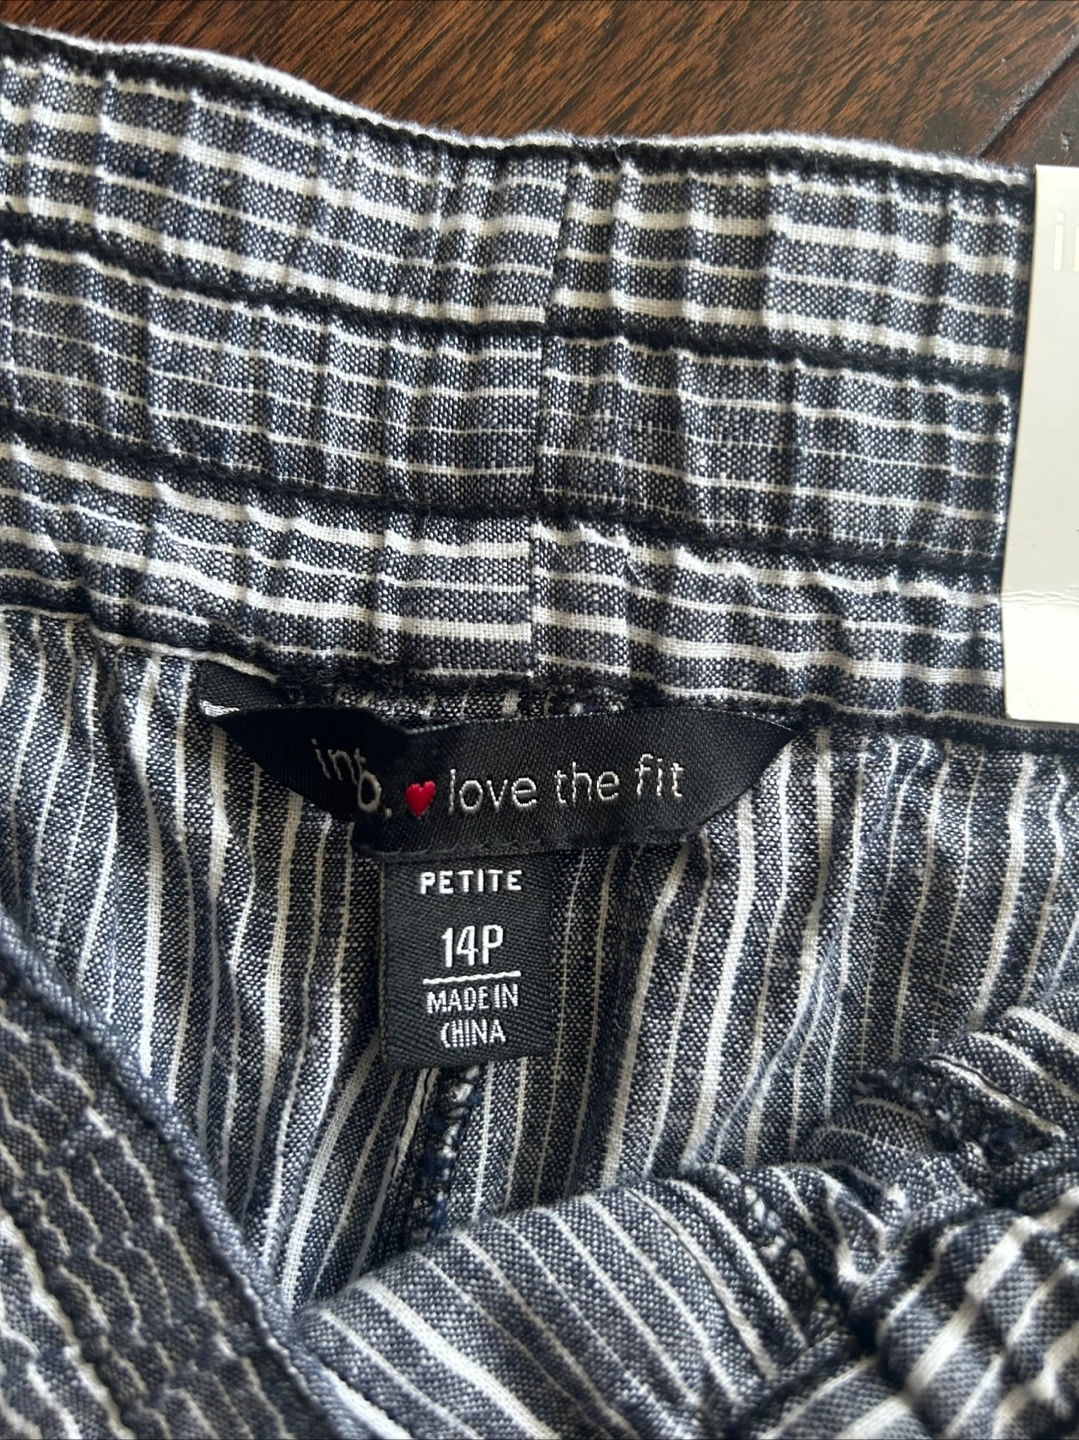 int. love the fit
PETITE
14P
MADE IN
CHINA